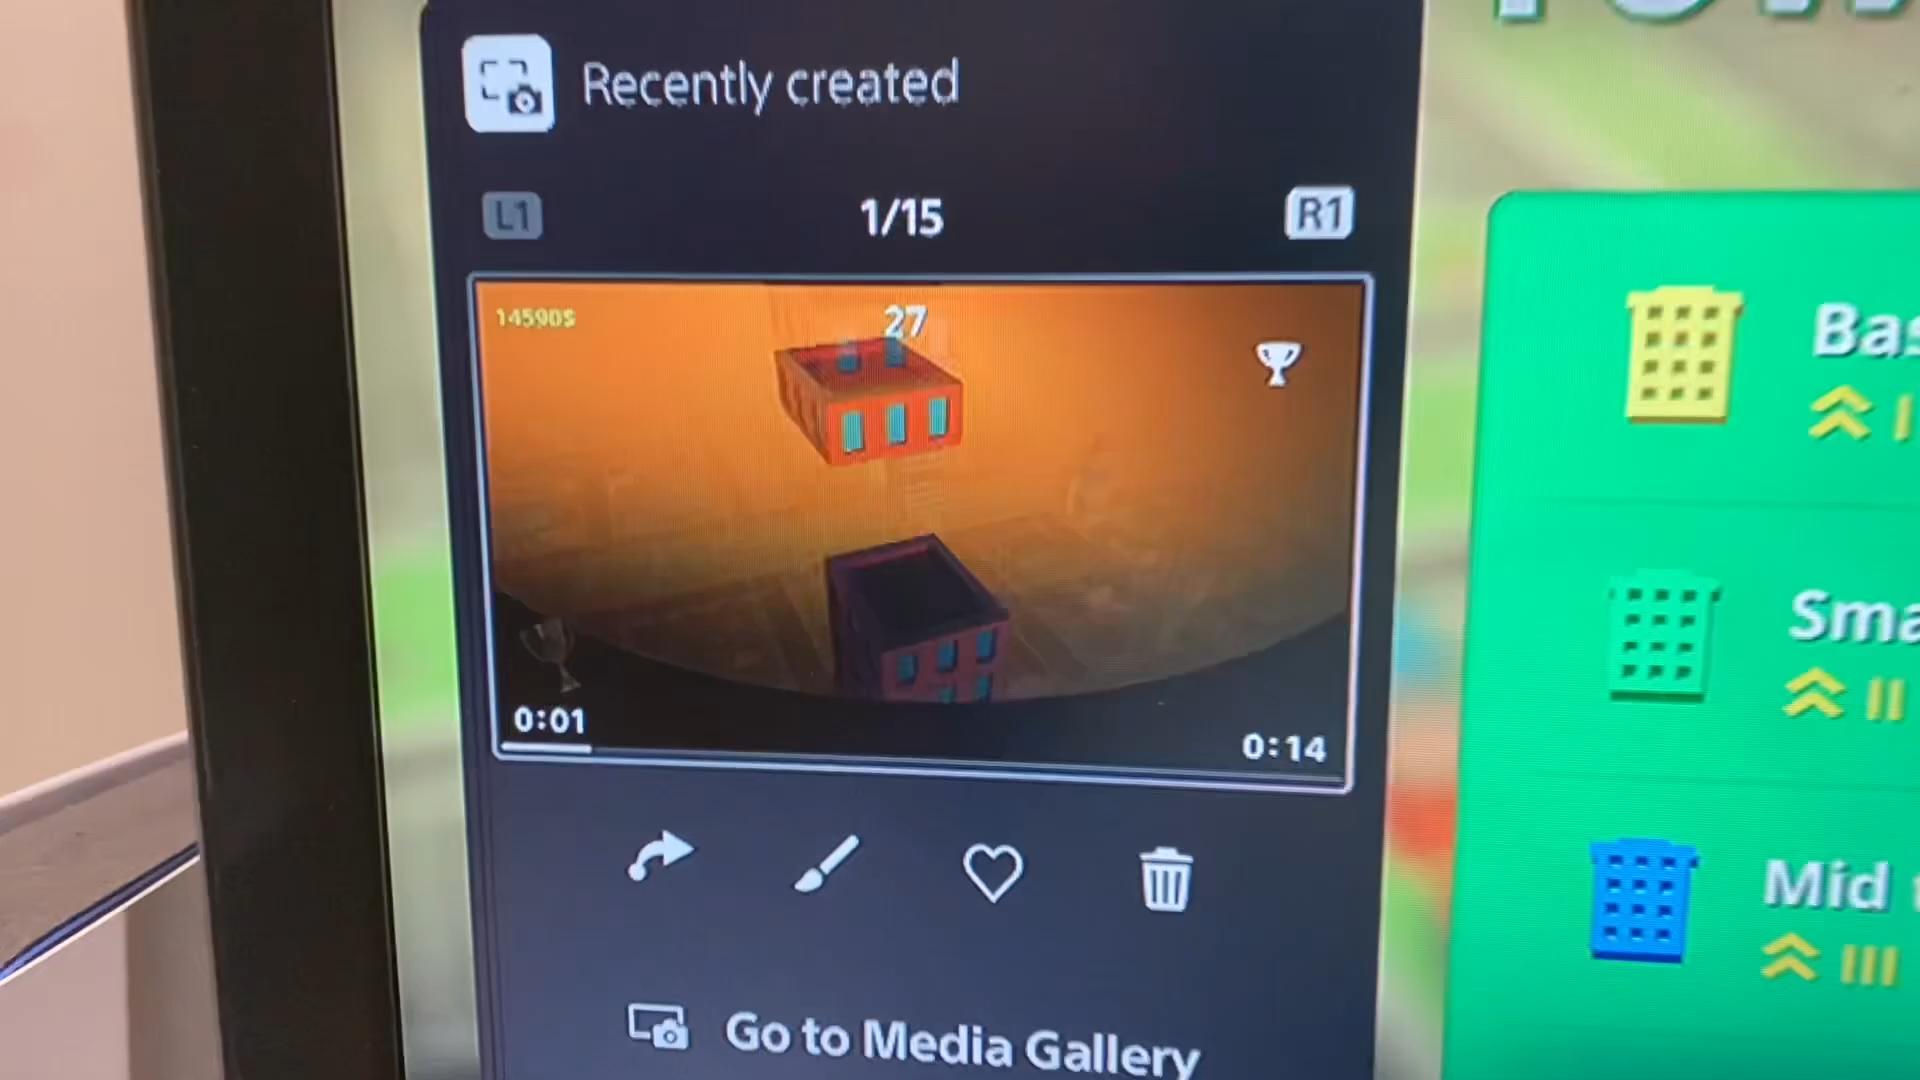 Recently created
L1
1/15
R1
14590$
27
0:01
0:14
Go to Media Gallery
I
II
Mid
III